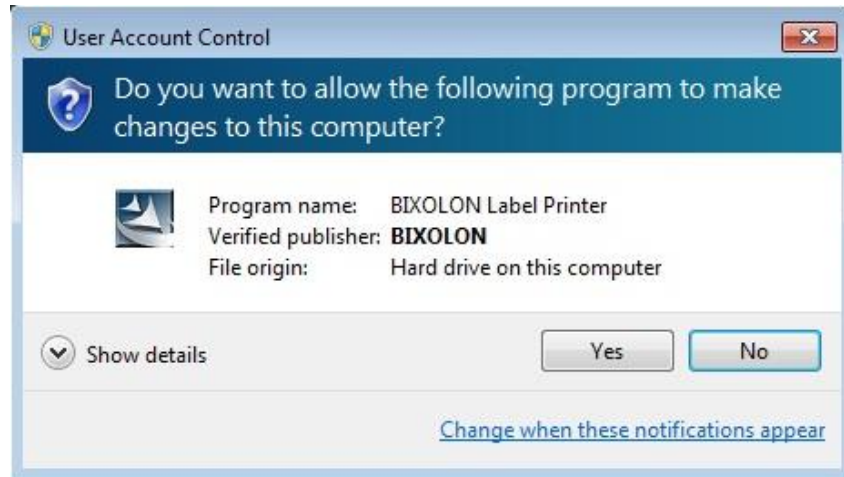 User Account Control
Do you want to allow the following program to make
changes to this computer?
Program name: BIXOLON Label Printer
Verified publisher: BIXOLON
File origin: Hard drive on this computer
Show details
Yes
No
Change when these notifications appear